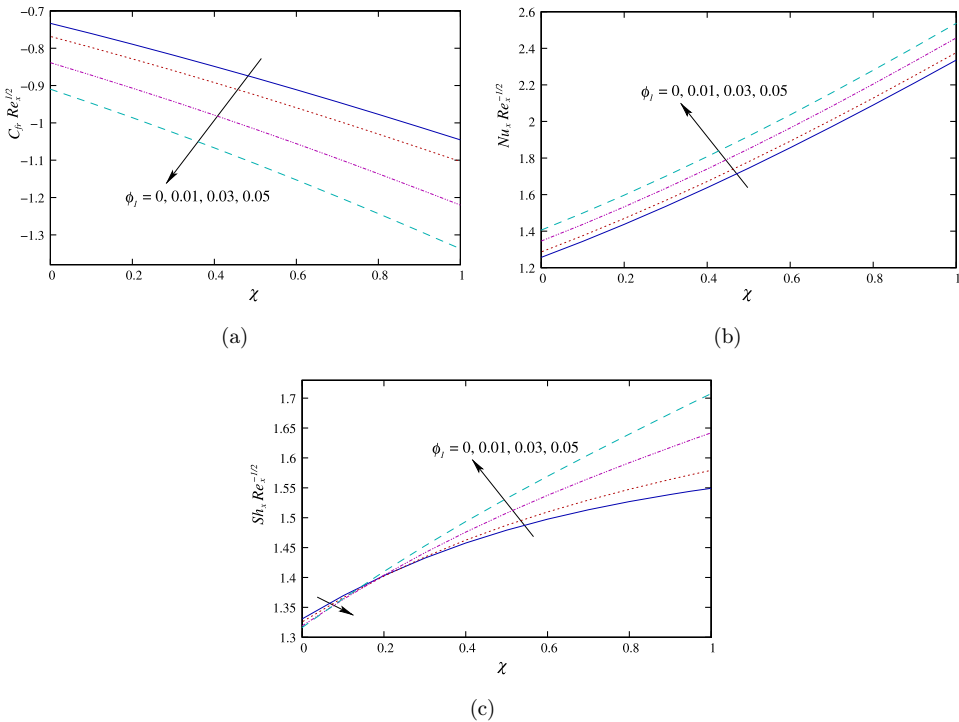 -0.7
-0.8
-0.9
-1
-1.1
-1.2
-1.3
C_fr Re_x^{1/2}
ϕ_1 = 0, 0.01, 0.03, 0.05
0 0.2 0.4 0.6 0.8 1
χ
(a)
2.6
2.4
2.2
2
1.8
1.6
1.4
1.2
Nu_x Re_x^{-1/2}
ϕ_1 = 0, 0.01, 0.03, 0.05
0 0.2 0.4 0.6 0.8 1
χ
(b)
1.7
1.65
1.6
1.55
1.5
1.45
1.4
1.35
1.3
Sh_x Re_x^{-1/2}
ϕ_1 = 0, 0.01, 0.03, 0.05
0 0.2 0.4 0.6 0.8 1
χ
(c)